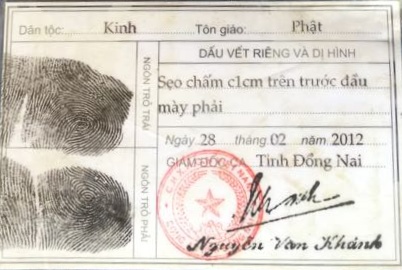 Dân tộc: Kinh Tôn giáo: Phật
DẤU VẾT RIÊNG VÀ DỊ HÌNH
Sẹo chấm c1cm trên trước đầu
mày phải
NGÓN TRỎ TRÁI
NGÓN TRỎ PHẢI
Ngày 28 tháng 02 năm 2012
GIÁM ĐỐC CA Tỉnh Đồng Nai
Nguyễn Văn Khánh